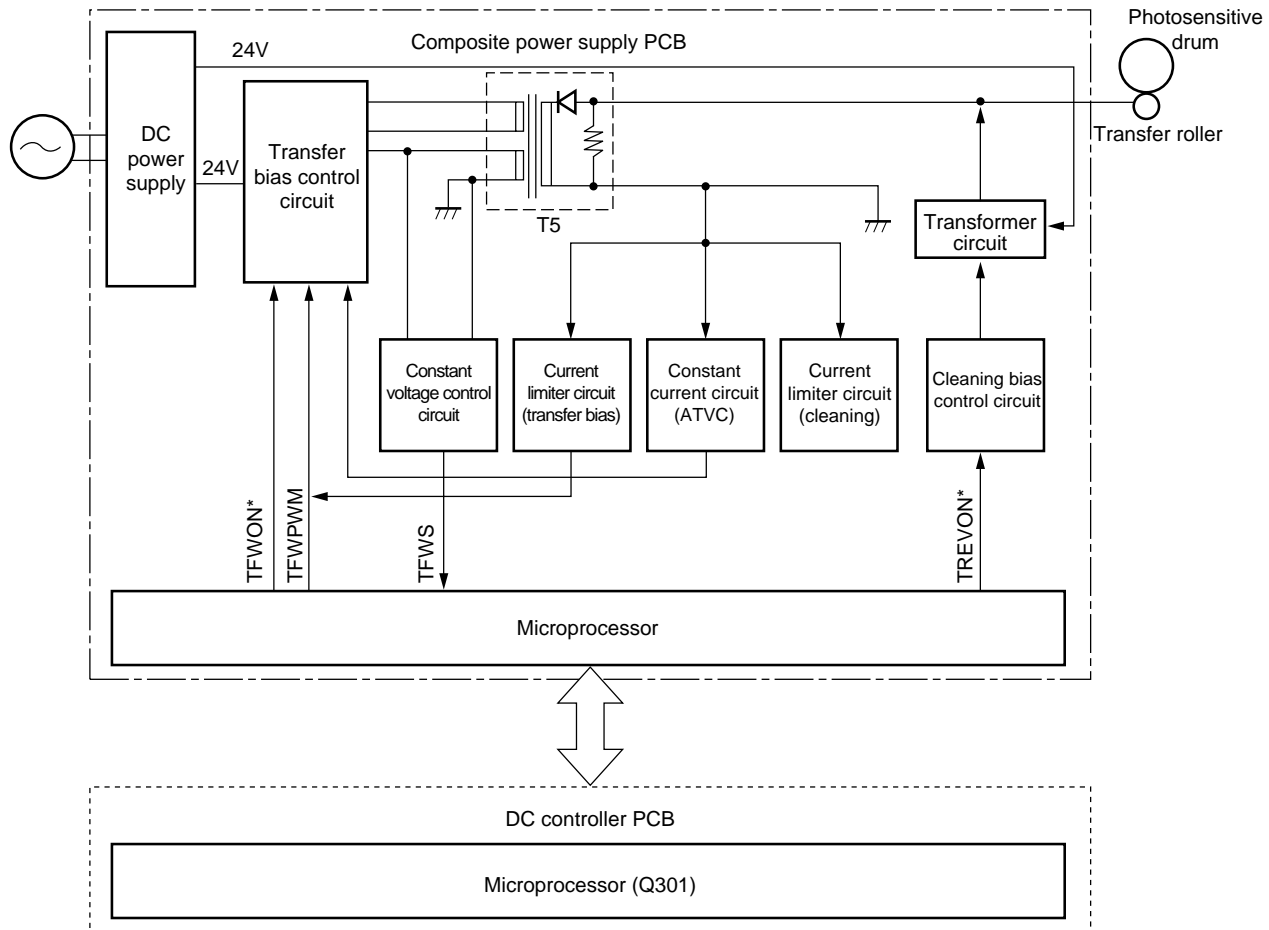 Photosensitive
drum
Composite power supply PCB
24V
DC
power
supply
24V
Transfer
bias control
circuit
T5
Transfer roller
Transformer
circuit
Constant
voltage control
circuit
Current
limiter circuit
(transfer bias)
Constant
current circuit
(ATVC)
Current
limiter circuit
(cleaning)
Cleaning bias
control circuit
TFWON*
TFWPWM
TFWS
TREVON*
Microprocessor
DC controller PCB
Microprocessor (Q301)